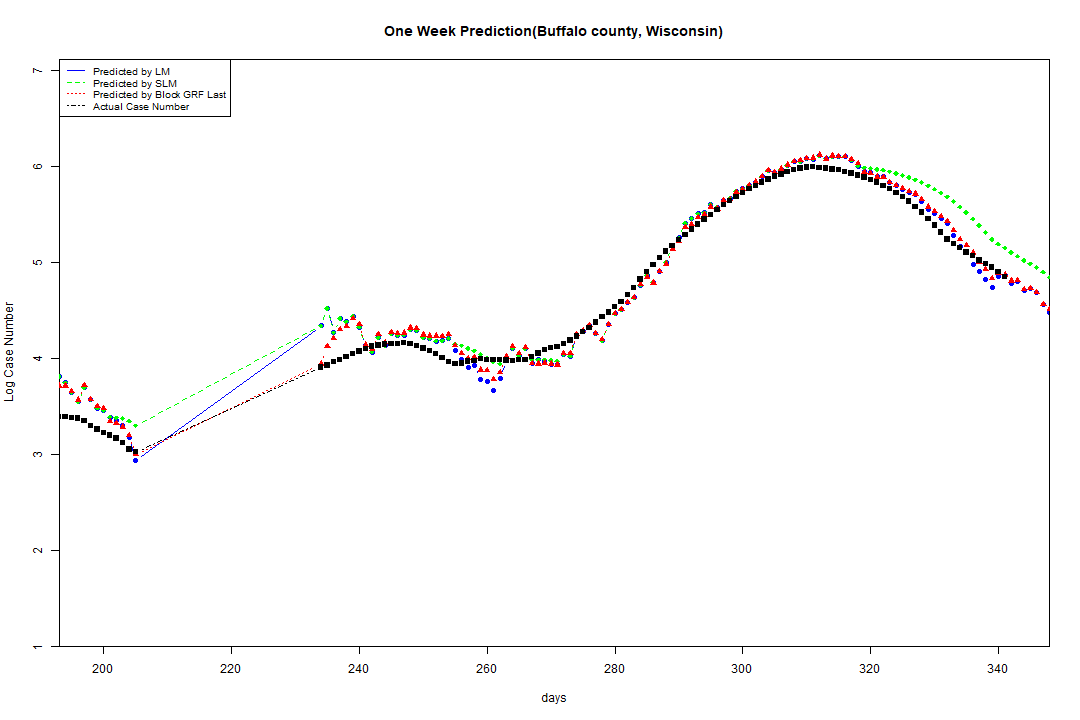 One Week Prediction(Buffalo county, Wisconsin)
Predicted by LM
Predicted by SLM
Predicted by Block GRF Last
Actual Case Number
7
6
5
4
3
2
1
Log Case Number
200 220 240 260 280 300 320 340
days